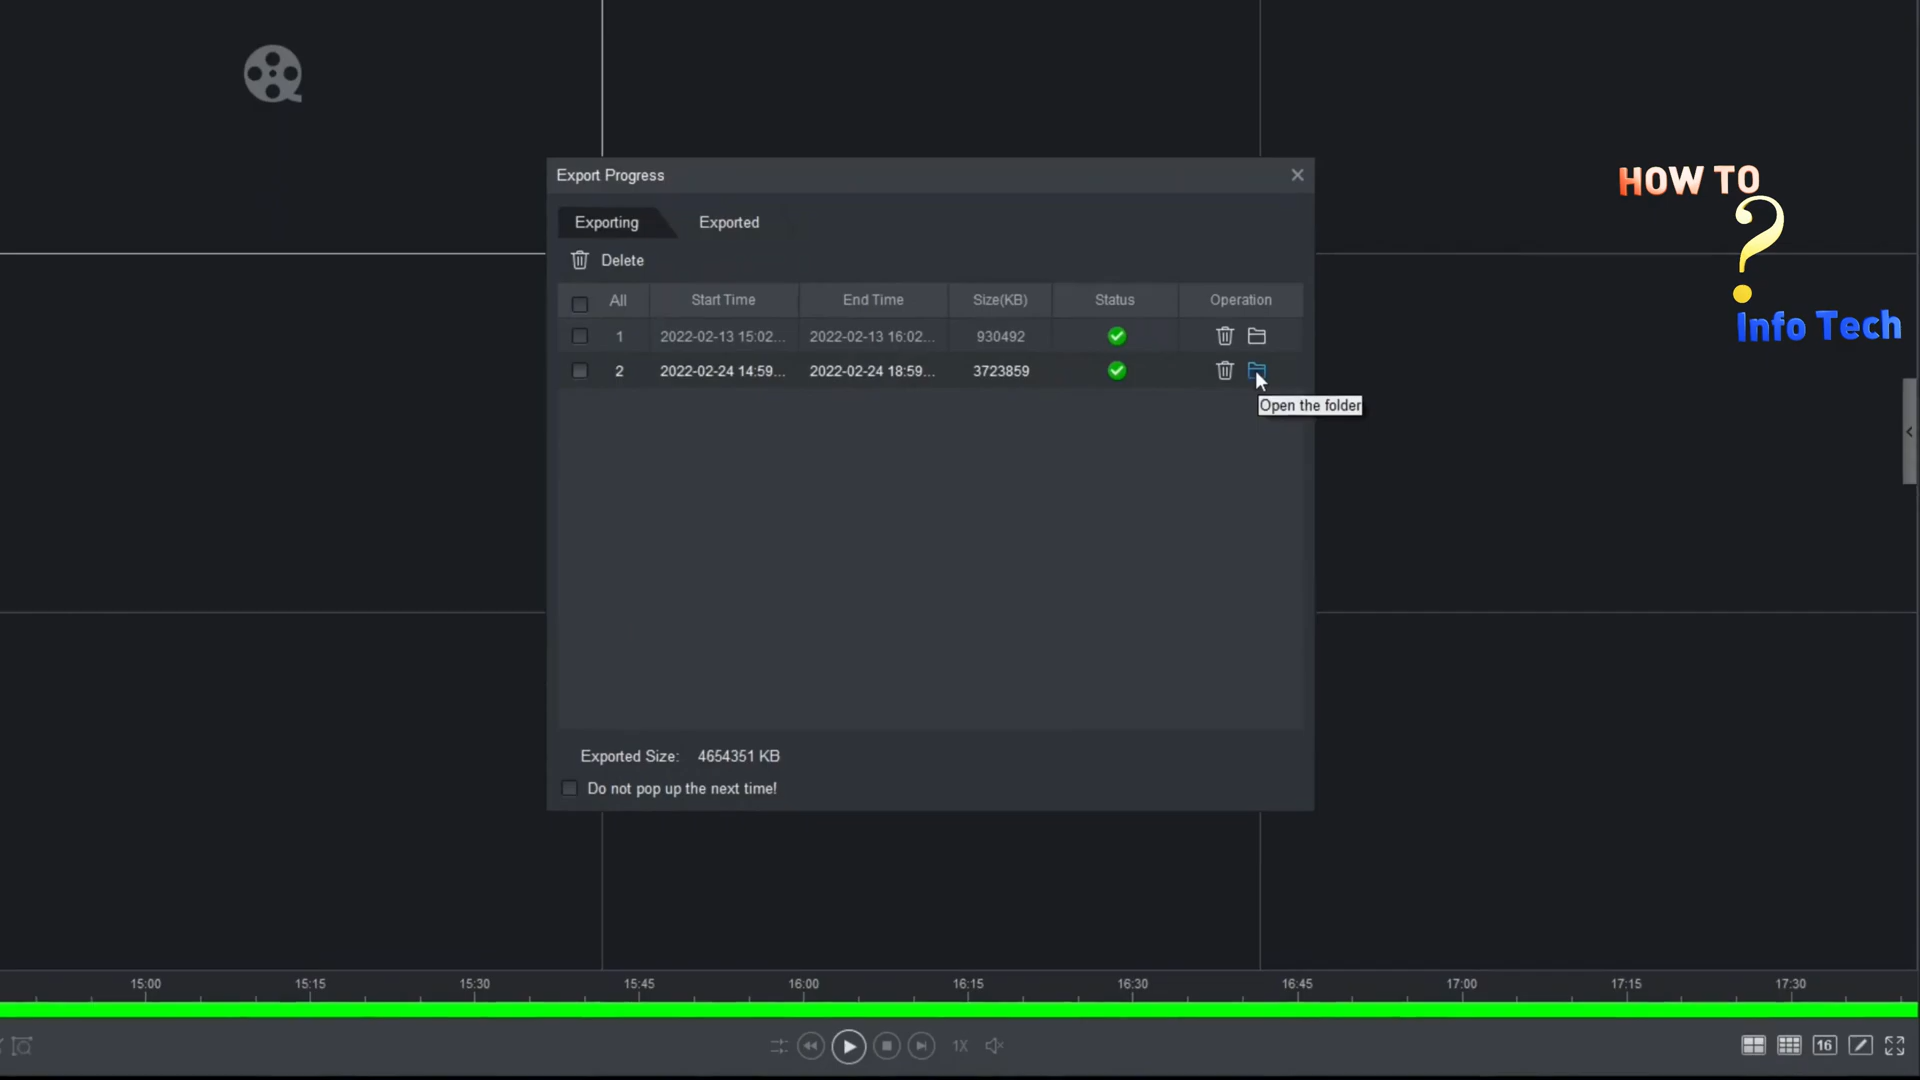 HOW TO
?
Info Tech
Export Progress
Exporting Exported
Delete
All Start Time End Time Size(KB) Status Operation
1 2022-02-13 15:02... 2022-02-13 16:02... 930492
2 2022-02-24 14:59... 2022-02-24 18:59... 3723859
Open the folder
Exported Size: 4654351 KB
Do not pop up the next time!
15:00 15:15 15:30 15:45 16:00 16:15 16:30 16:45 17:00 17:15 17:30
1X 16